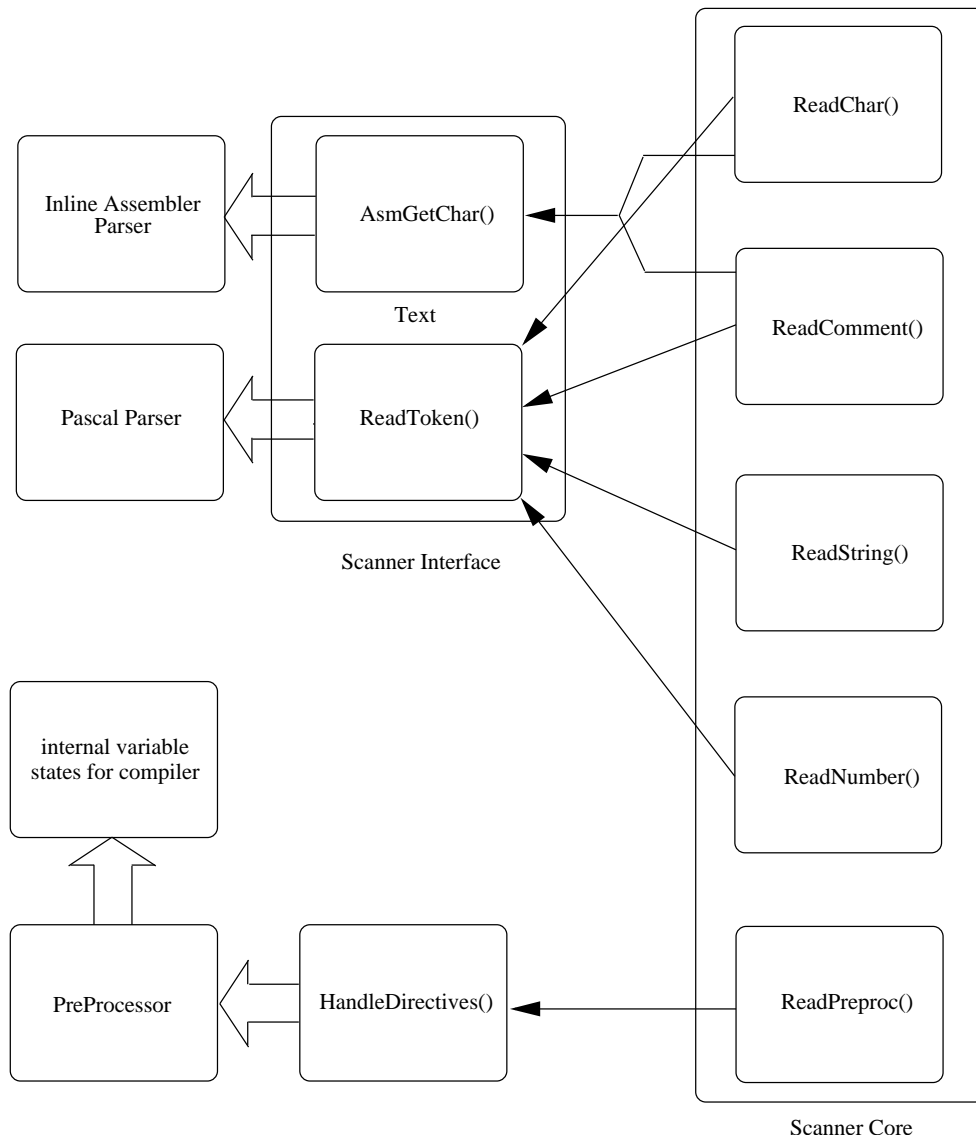 ReadChar()
Inline Assembler
Parser
AsmGetChar()
Text
ReadComment()
Pascal Parser
ReadToken()
Scanner Interface
ReadString()
internal variable
states for compiler
ReadNumber()
PreProcessor
HandleDirectives()
ReadPreproc()
Scanner Core